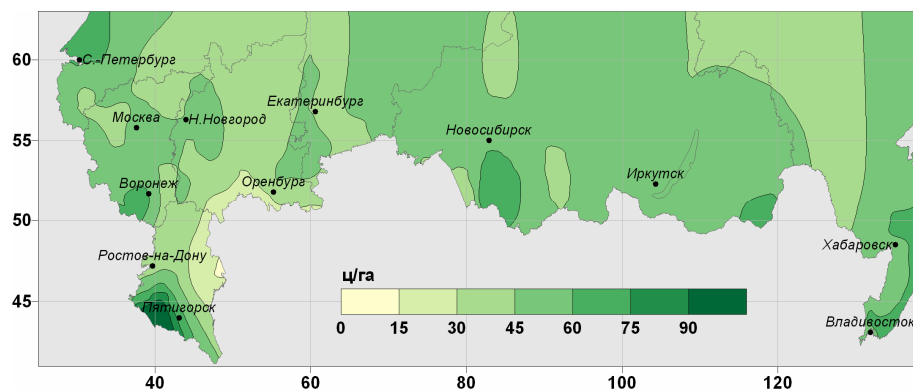 60
С.-Петербург
Екатеринбург
Москва
Н.Новгород
Новосибирск
55
Воронеж
Оренбург
Иркутск
50
Ростов-на-Дону
Хабаровск
ц/га
45
Пятигорск
0 15 30 45 60 75 90
Владивосток
40 60 80 100 120